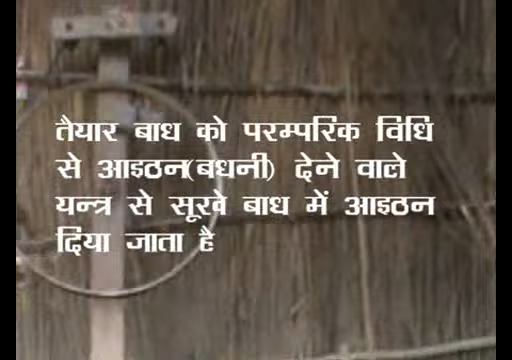 तैयार बाध को परम्परिक विधि
से आइठन(बधनी) देने वाले
यन्त्र से सूखे बाध में आइठन
दिया जाता है